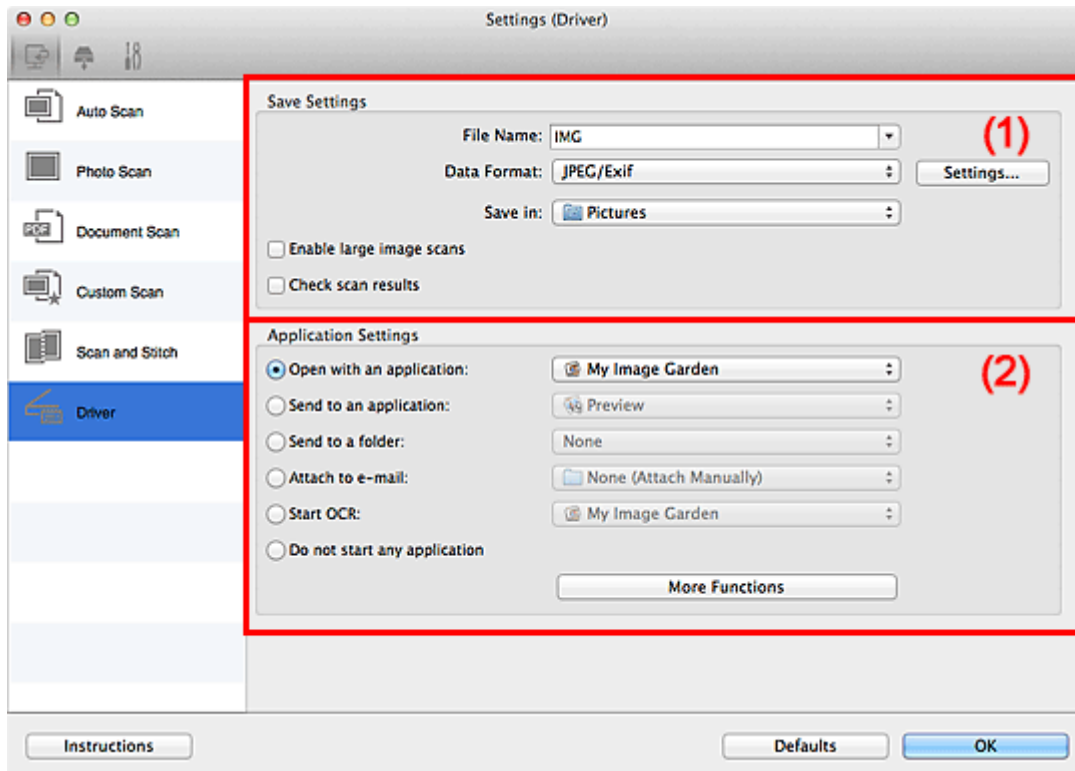 Settings (Driver)
Auto Scan
Photo Scan
PDF
Document Scan
Custom Scan
Scan and Stitch
Driver
Save Settings
(1)
File Name: IMG
Data Format: JPEG/Exif Settings...
Save in: Pictures
Enable large image scans
Check scan results
Application Settings
(2)
Open with an application: My Image Garden
Send to an application: Preview
Send to a folder: None
Attach to e-mail: None (Attach Manually)
Start OCR: My Image Garden
Do not start any application
More Functions
Instructions Defaults OK